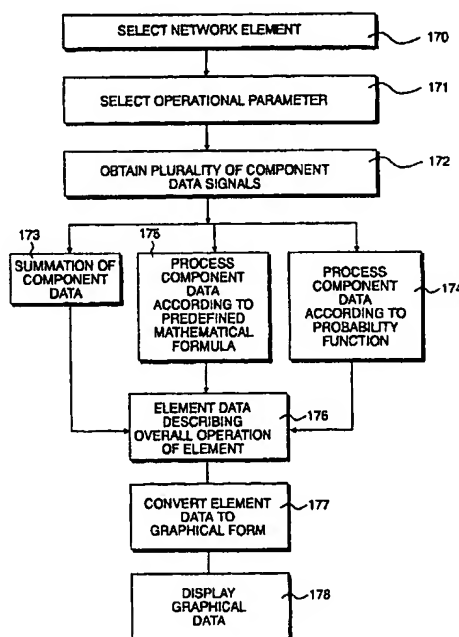 SELECT NETWORK ELEMENT
170
SELECT OPERATIONAL PARAMETER
171
OBTAIN PLURALITY OF COMPONENT
DATA SIGNALS
172
173
SUMMATION OF
COMPONENT
DATA
175
PROCESS
COMPONENT
DATA
ACCORDING TO
PREDEFINED
MATHEMATICAL
FORMULA
PROCESS
COMPONENT
DATA
ACCORDING TO
PROBABILITY
FUNCTION
174
ELEMENT DATA
DESCRIBING
OVERALL OPERATION
OF ELEMENT
176
CONVERT ELEMENT
DATA TO
GRAPHICAL FORM
177
DISPLAY
GRAPHICAL
DATA
178